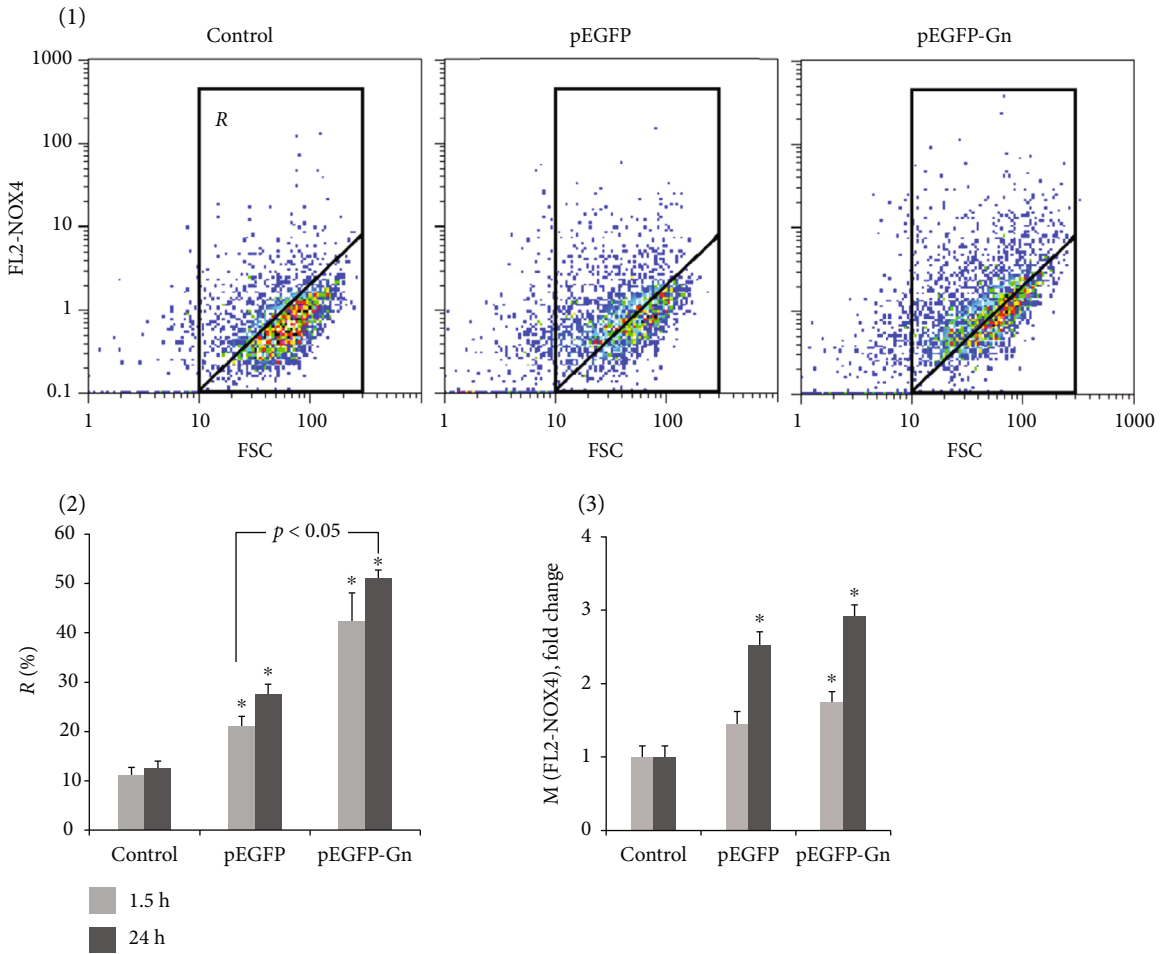 (1)
Control
pEGFP
pEGFP-Gn
1000
100
10
1
0.1
FL2-NOX4
R
1
10
100
1
10
100
1
10
100
1000
FSC
FSC
FSC
(2)
60
50
40
30
20
10
0
R (%)
p < 0.05
*
*
*
*
Control
pEGFP
pEGFP-Gn
1.5 h
24 h
(3)
4
3
2
1
0
M (FL2-NOX4), fold change
*
*
*
Control
pEGFP
pEGFP-Gn